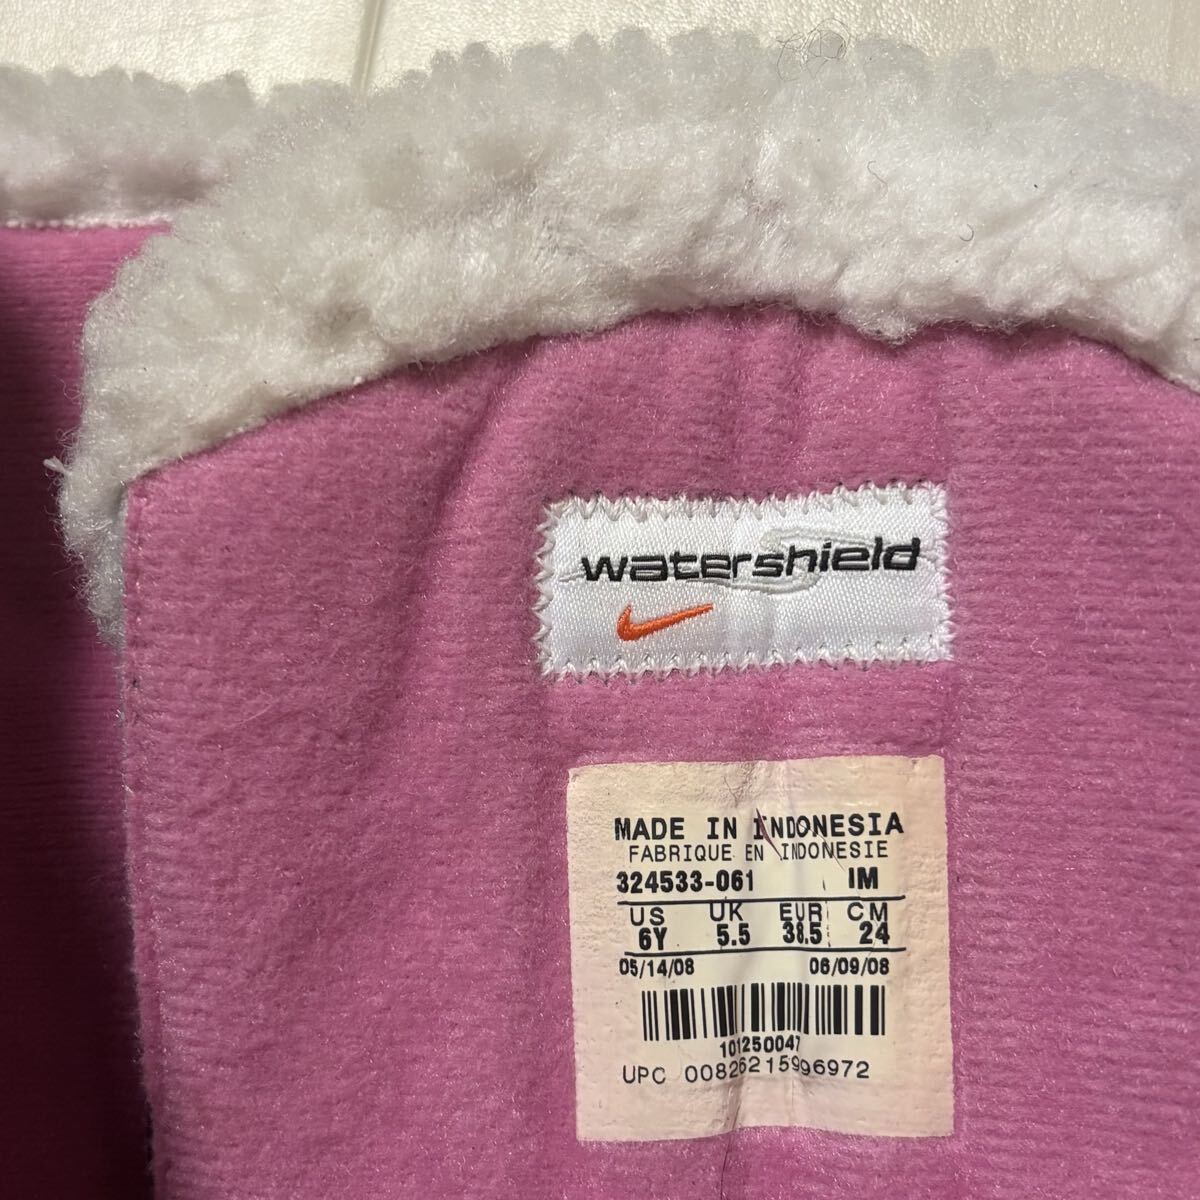 watershield
MADE IN INDONESIA
FABRIQUE EN INDONESIE
324533-061 IM
US UK EUR CM
6Y 5.5 38.5 24
05/14/08 06/09/08
101250047
UPC 00826215996972